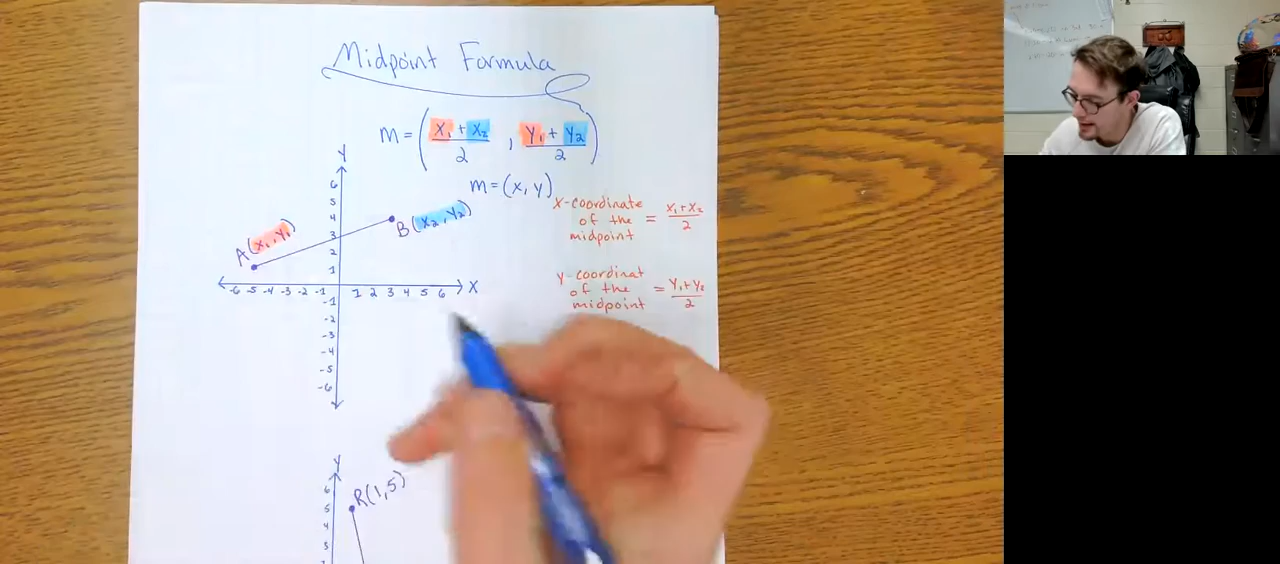 Midpoint Formula
m = ( x₁ + x₂ / 2 , y₁ + y₂ / 2 )
m = (x, y)
Y
6
5
4
3
2
1
A(x₁, y₁)
B(x₂, y₂)
-6 -5 -4 -3 -2 -1 1 2 3 4 5 6 X
-1
-2
-3
-4
-5
-6
X-coordinate
of the = x₁+x₂ / 2
midpoint
Y-coordinat
of the = y₁+y₂ / 2
midpoint
Y
6
5
4
3
R(1,5)